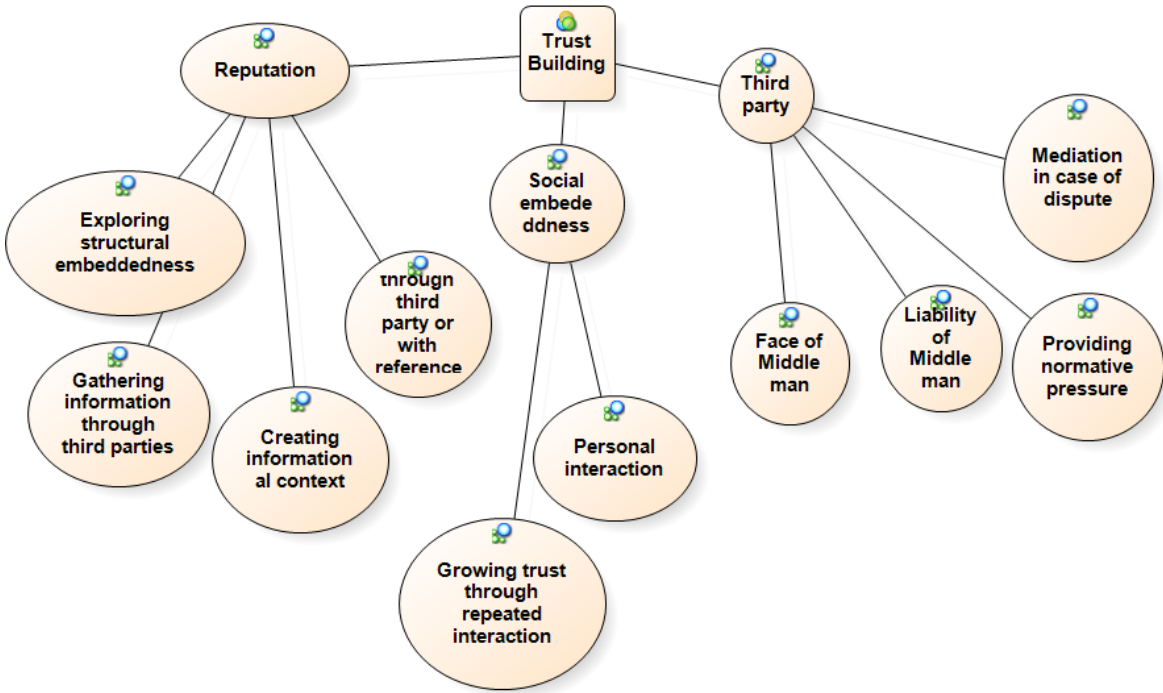 Trust
Building
Reputation
Third
party
Mediation
in case of
dispute
Social
embede
ddness
Exploring
structural
embeddedness
through
third
party or
with
reference
Face of
Middle
man
Liability
of
Middle
man
Providing
normative
pressure
Gathering
information
through
third parties
Creating
information
al context
Personal
interaction
Growing trust
through
repeated
interaction